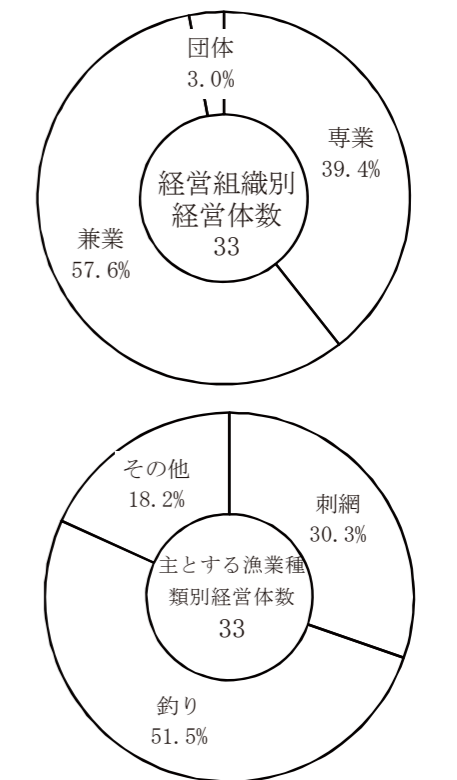 団体
3.0%
専業
39.4%
経営組織別
経営体数
33
兼業
57.6%
その他
18.2%
刺網
30.3%
主とする漁業種
類別経営体数
33
釣り
51.5%